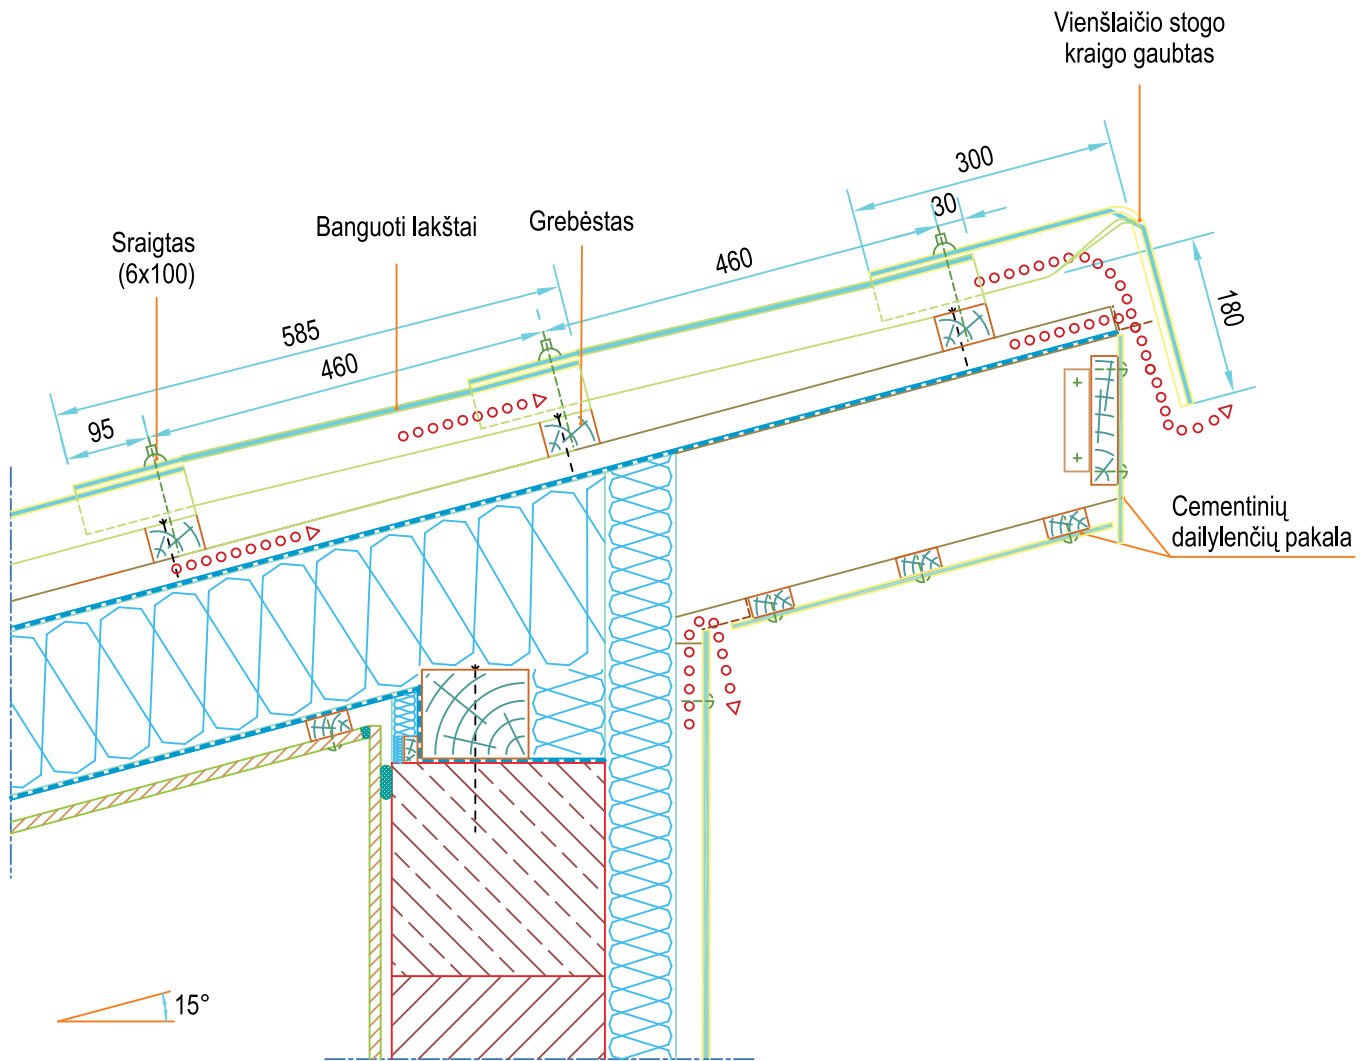 Vienšlaičio stogo
kraigo gaubtas
300
30
Sraigtas
(6x100)
Banguoti lakštai
Grebėstas
460
585
460
180
95
Cementinių
dailylenčių pakala
15°